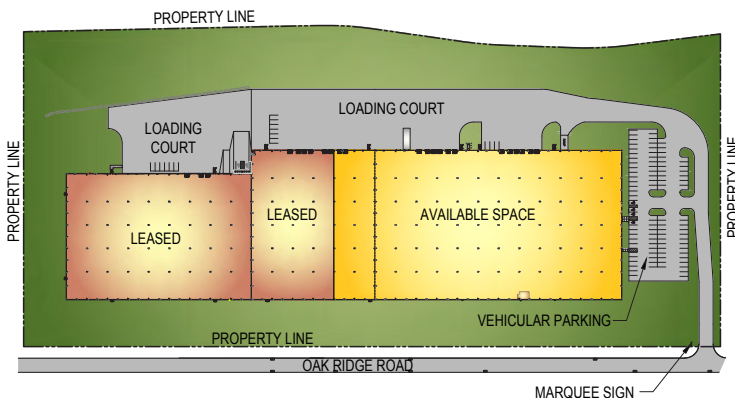 PROPERTY LINE
LOADING COURT
LOADING
COURT
PROPERTY LINE
PROPERTY LINE
LEASED
LEASED
AVAILABLE SPACE
VEHICULAR PARKING
PROPERTY LINE
OAK RIDGE ROAD
MARQUEE SIGN